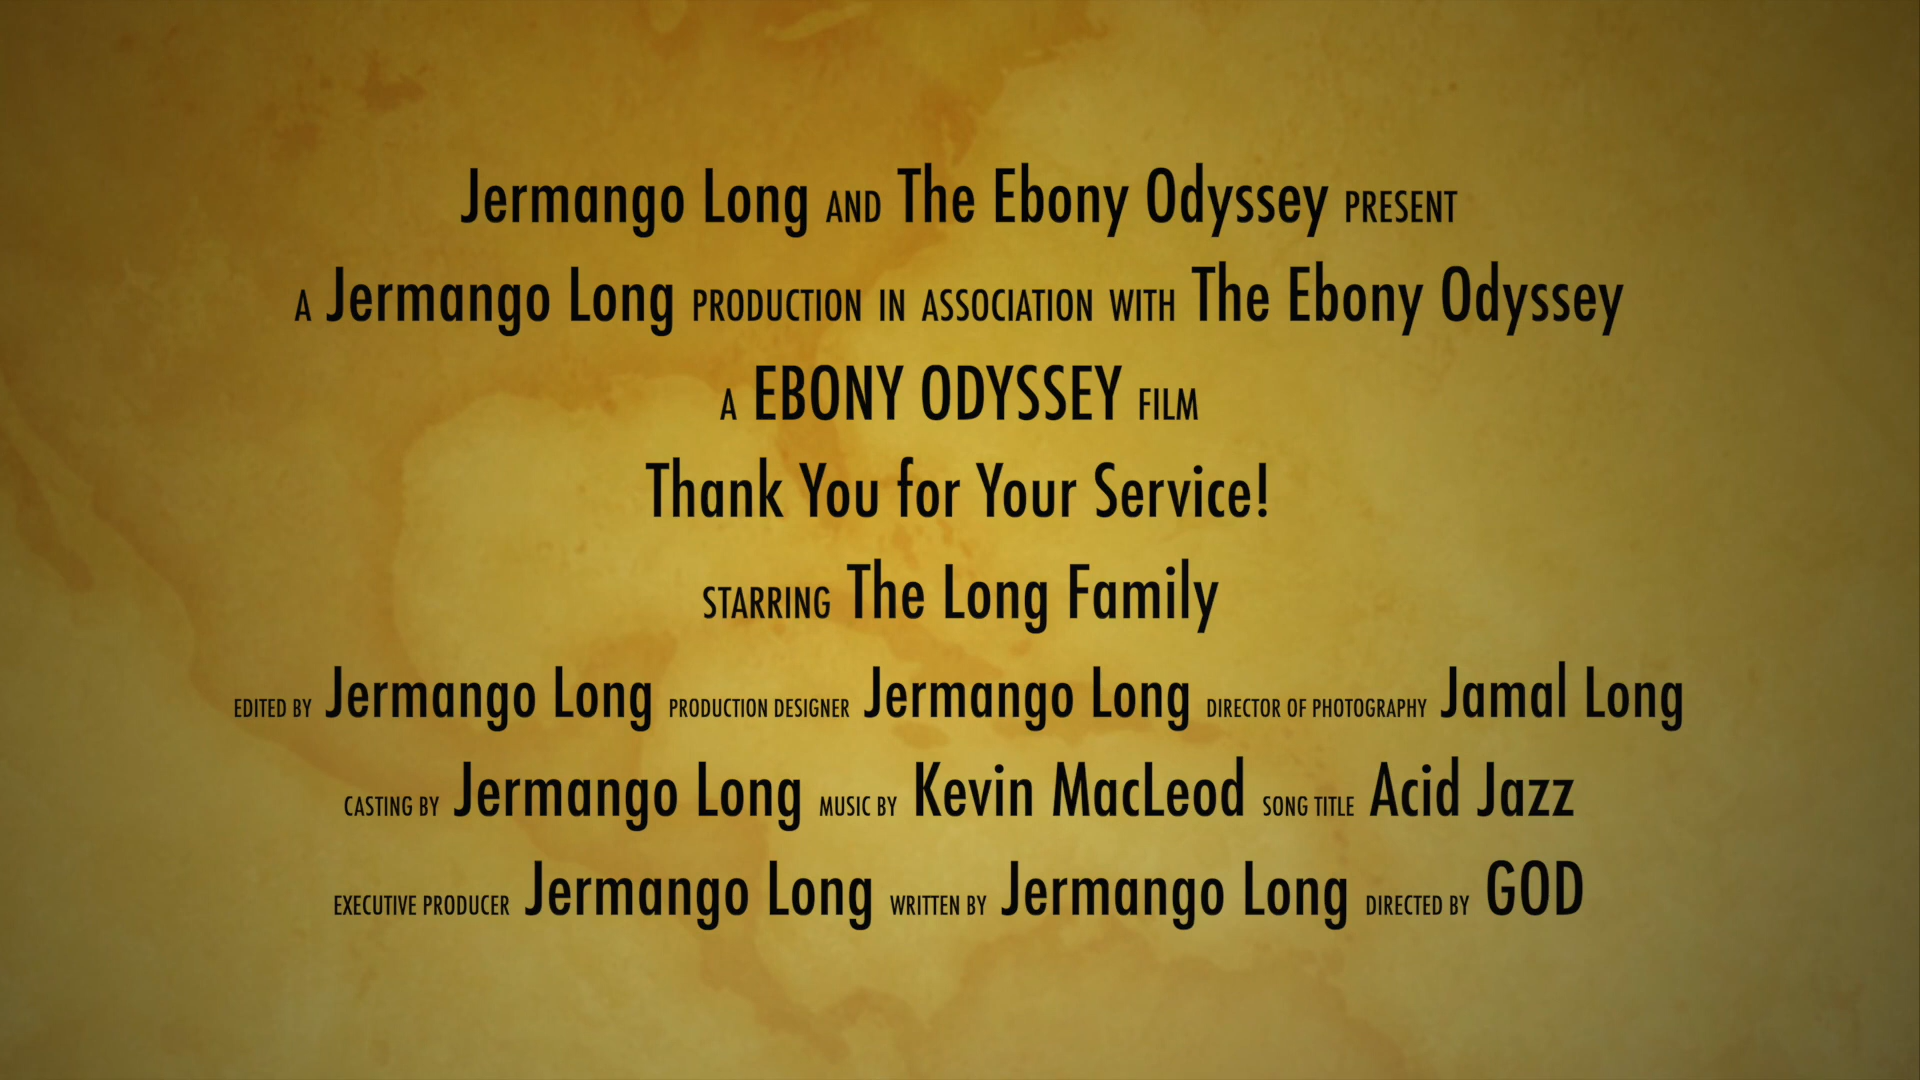 Jermango Long AND The Ebony Odyssey PRESENT
A Jermango Long PRODUCTION IN ASSOCIATION WITH The Ebony Odyssey
A EBONY ODYSSEY FILM
Thank You for Your Service!
STARRING The Long Family
EDITED BY Jermango Long PRODUCTION DESIGNER Jermango Long DIRECTOR OF PHOTOGRAPHY Jamal Long
CASTING BY Jermango Long MUSIC BY Kevin MacLeod SONG TITLE Acid Jazz
EXECUTIVE PRODUCER Jermango Long WRITTEN BY Jermango Long DIRECTED BY GOD